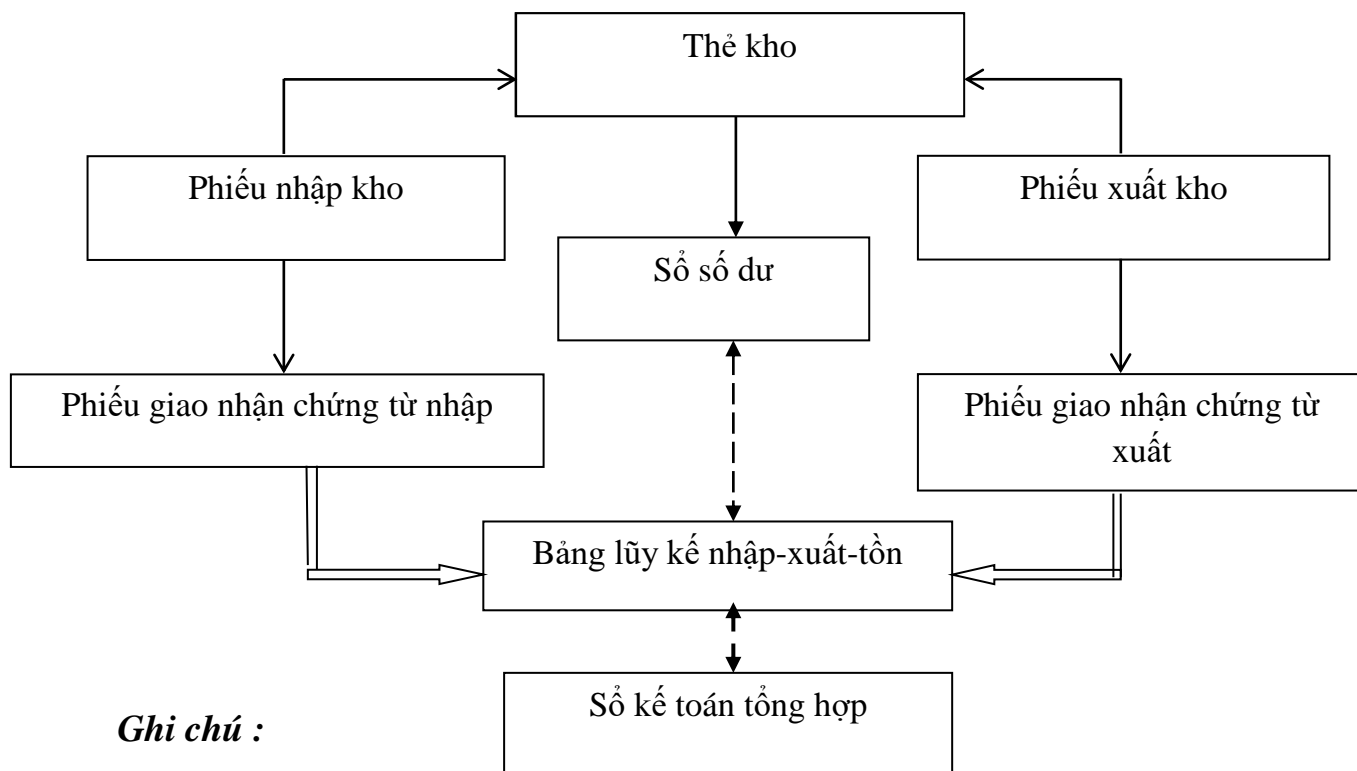 Thẻ kho
Phiếu nhập kho
Phiếu xuất kho
Sổ số dư
Phiếu giao nhận chứng từ nhập
Phiếu giao nhận chứng từ
xuất
Bảng lũy kế nhập-xuất-tồn
Sổ kế toán tổng hợp
Ghi chú :